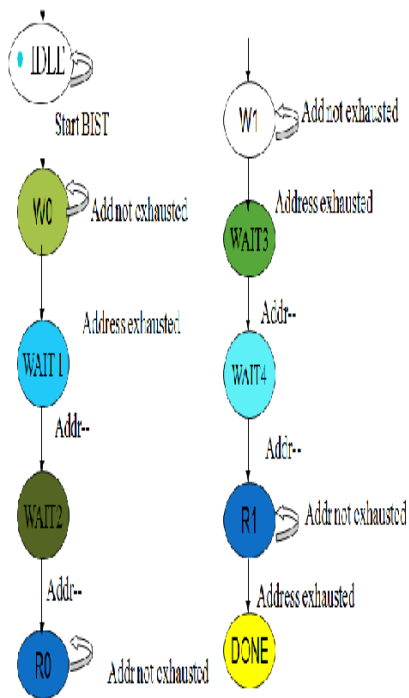 IDLE
Start BIST
W0
Add not exhausted
Address exhausted
WAIT1
Addr--
WAIT2
Addr--
R0
Addr not exhausted
W1
Add not exhausted
Address exhausted
WAIT3
Addr--
WAIT4
Addr--
R1
Addr not exhausted
Address exhausted
DONE